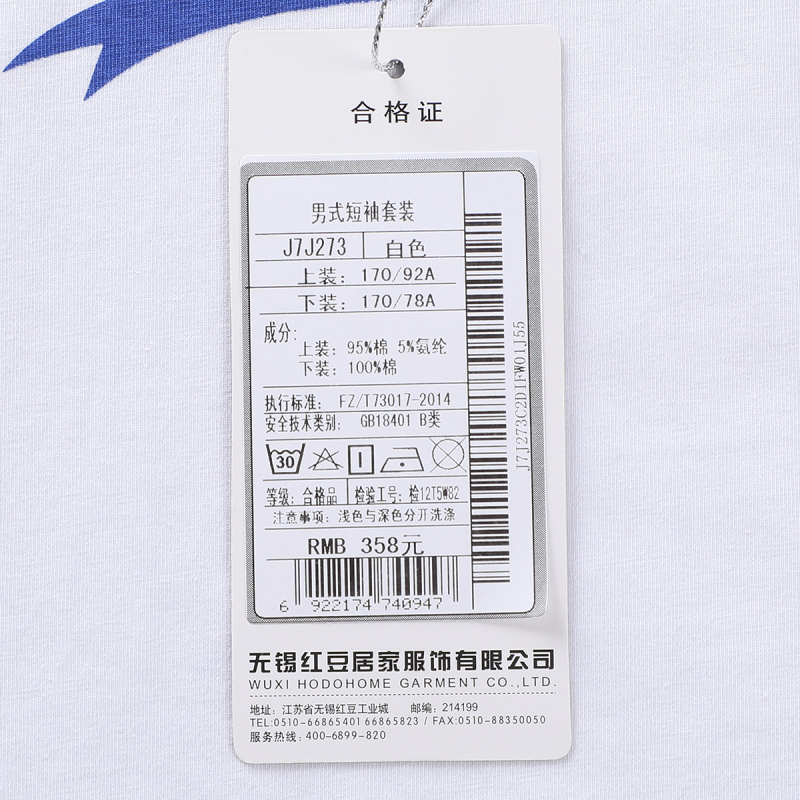 合格证
男式短袖套装
J7J273 白色
上装: 170/92A
下装: 170/78A
成分:
上装: 95%棉 5%氨纶
下装: 100%棉
执行标准: FZ/T73017-2014
安全技术类别: GB18401 B类
30
等级: 合格品 检验工号: 检12T5W82
注意事项: 浅色与深色分开洗涤
RMB 358元
6 922174 740947
J7J273C2DIFW01J55
无锡红豆居家服饰有限公司
WUXI HODOHOME GARMENT CO.,LTD.
地址: 江苏省无锡红豆工业城 邮编: 214199
TEL:0510-66865401 66865823 / FAX:0510-88350050
服务热线: 400-6899-820